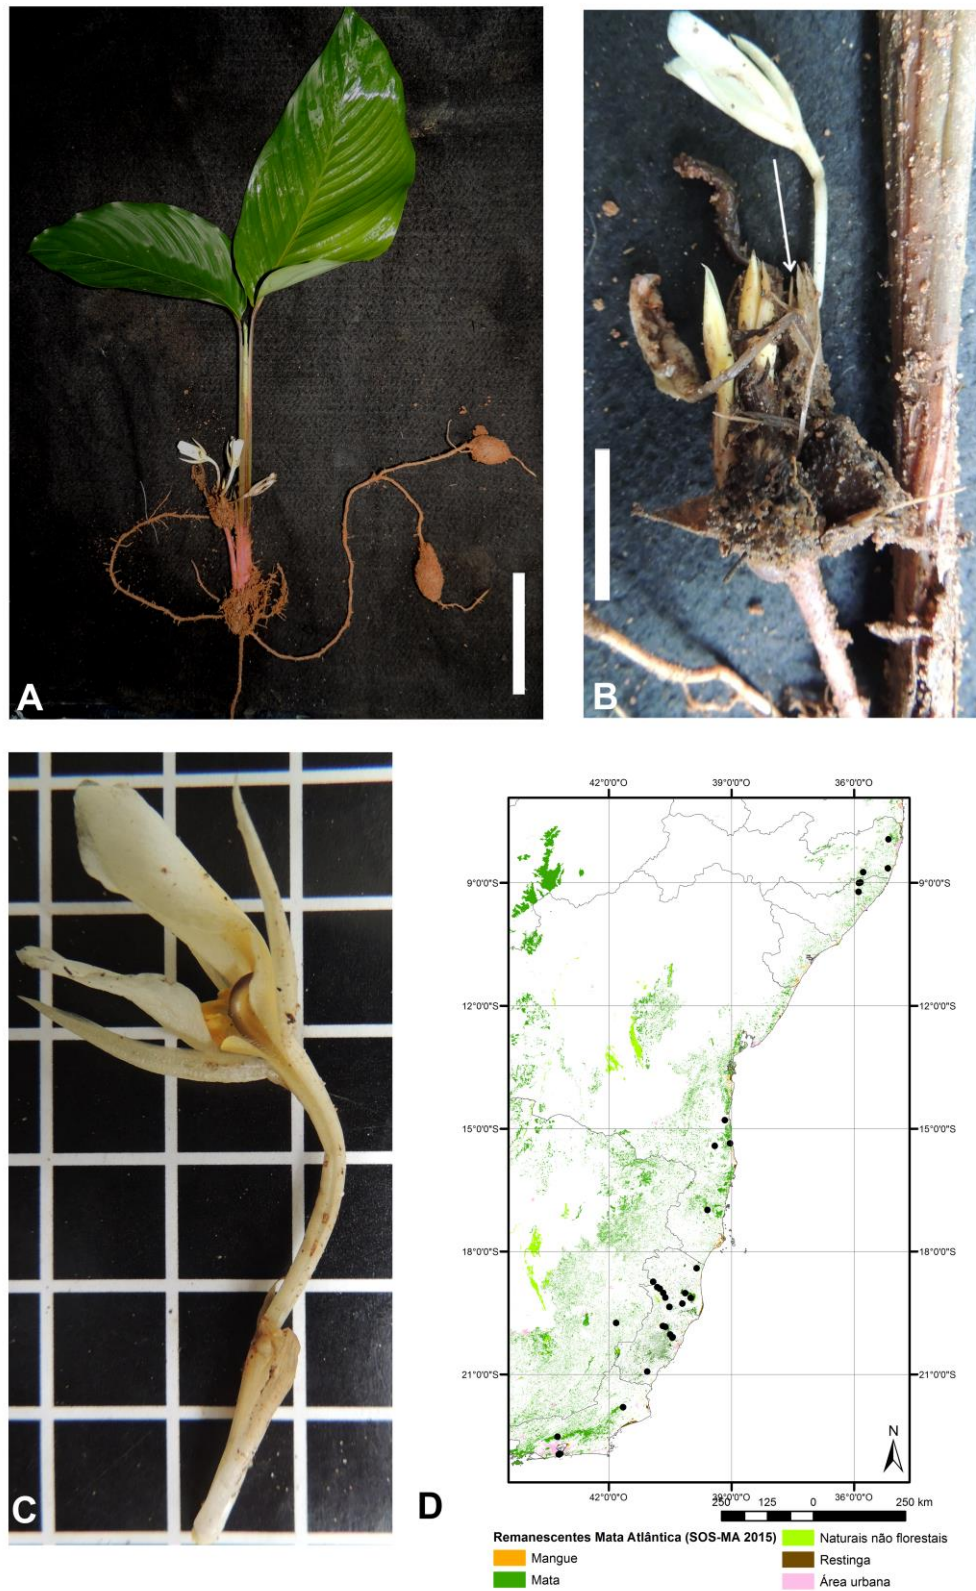 A
B
C
D
42°0'0"O 39°0'0"O 36°0'0"O
9°0'0"S 9°0'0"S
12°0'0"S 12°0'0"S
15°0'0"S 15°0'0"S
18°0'0"S 18°0'0"S
21°0'0"S 21°0'0"S
N
42°0'0"O 39°0'0"O 36°0'0"O
250 125 0 250 km
Remanescentes Mata Atlântica (SOS-MA 2015)
Mangue
Mata
Naturais não florestais
Restinga
Área urbana